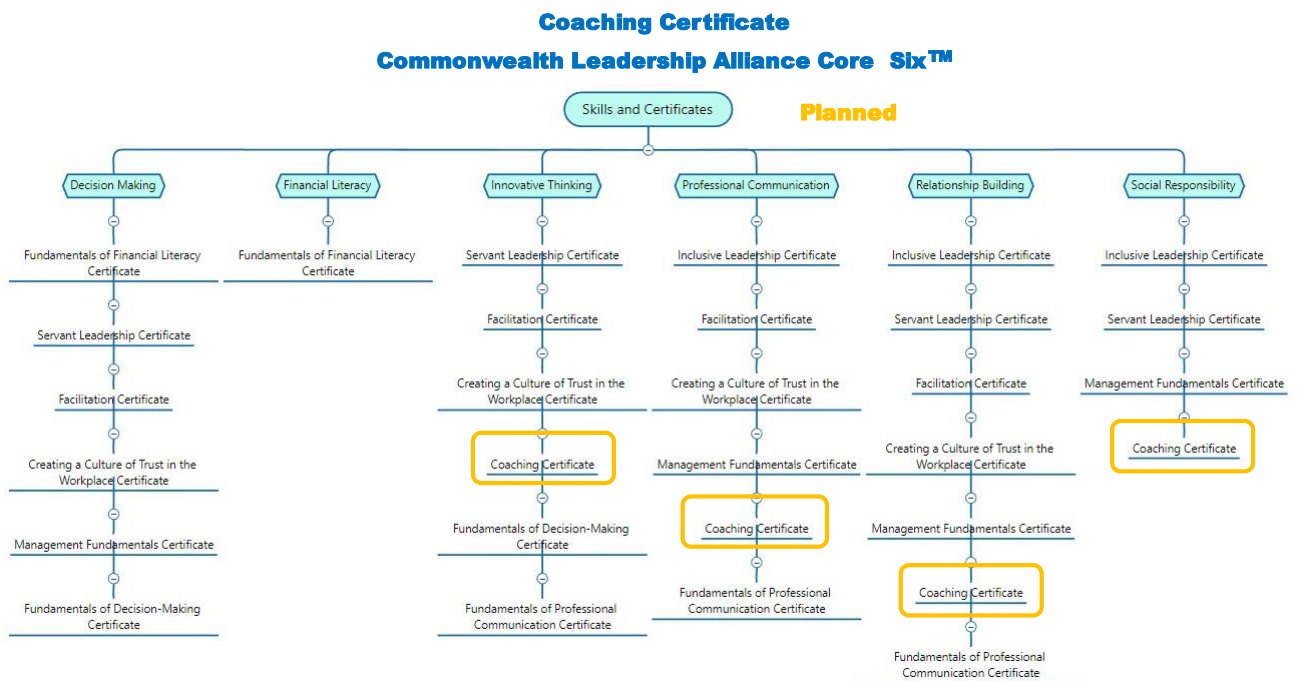 Coaching Certificate
Commonwealth Leadership Alliance Core Six™
Skills and Certificates
Planned
Decision Making
Fundamentals of Financial Literacy
Certificate
Servant Leadership Certificate
Facilitation Certificate
Creating a Culture of Trust in the
Workplace Certificate
Management Fundamentals Certificate
Fundamentals of Decision-Making
Certificate
Financial Literacy
Fundamentals of Financial Literacy
Certificate
Innovative Thinking
Servant Leadership Certificate
Facilitation Certificate
Creating a Culture of Trust in the
Workplace Certificate
Coaching Certificate
Fundamentals of Decision-Making
Certificate
Fundamentals of Professional
Communication Certificate
Professional Communication
Inclusive Leadership Certificate
Facilitation Certificate
Creating a Culture of Trust in the
Workplace Certificate
Management Fundamentals Certificate
Coaching Certificate
Fundamentals of Professional
Communication Certificate
Relationship Building
Inclusive Leadership Certificate
Servant Leadership Certificate
Facilitation Certificate
Creating a Culture of Trust in the
Workplace Certificate
Management Fundamentals Certificate
Coaching Certificate
Fundamentals of Professional
Communication Certificate
Social Responsibility
Inclusive Leadership Certificate
Servant Leadership Certificate
Management Fundamentals Certificate
Coaching Certificate